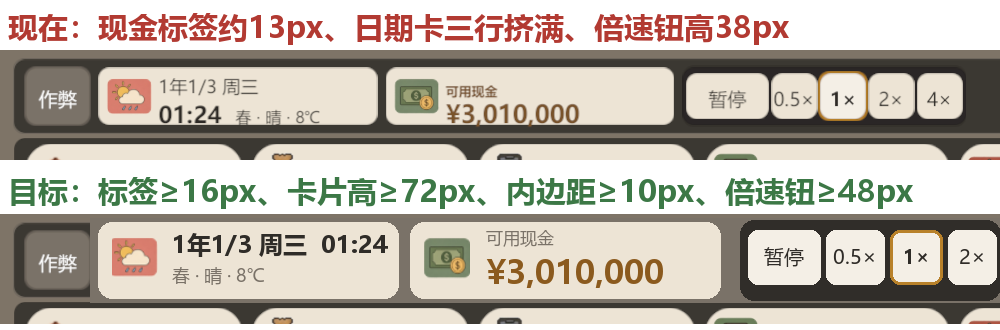 现在：现金标签约13px、日期卡三行挤满、倍速钮高38px
作弊
1年1/3 周三
01:24 春 · 晴 · 8℃
可用现金
¥3,010,000
暂停 0.5× 1× 2× 4×
目标：标签≥16px、卡片高≥72px、内边距≥10px、倍速钮≥48px
作弊
1年1/3 周三 01:24
春 · 晴 · 8℃
可用现金
¥3,010,000
暂停 0.5× 1× 2×